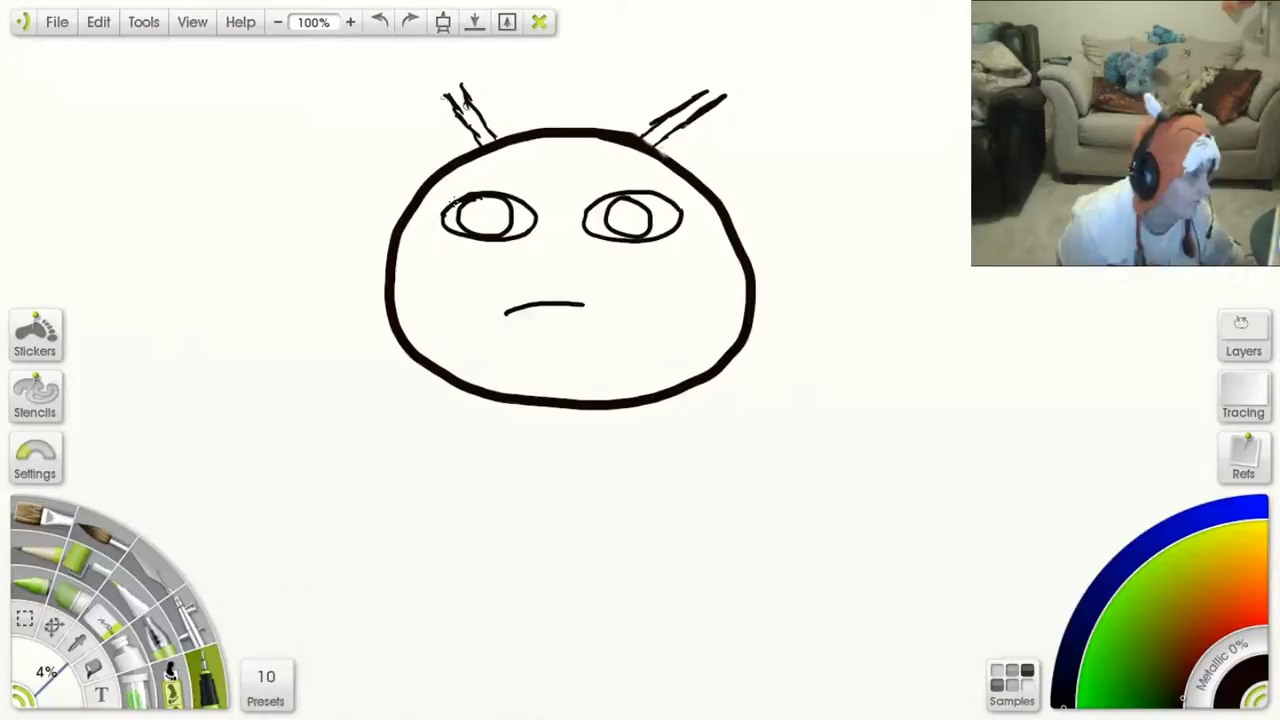 File Edit Tools View Help − 100% +
Stickers
Stencils
Settings
Layers
Tracing
Refs
4%
T
10
Presets
Samples
Metallic 0%